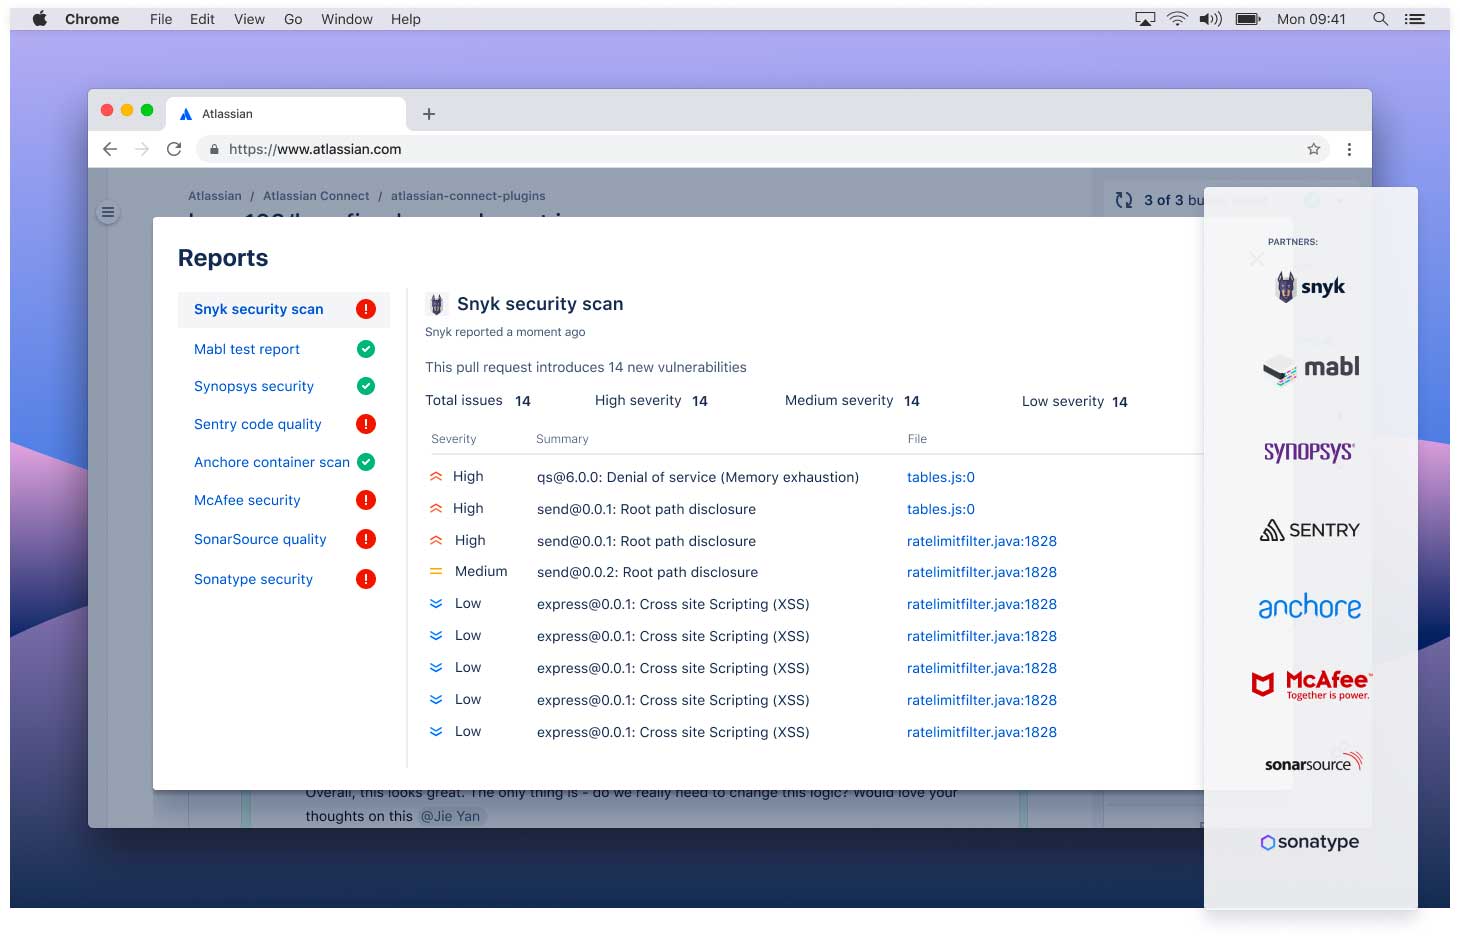 Chrome File Edit View Go Window Help Mon 09:41
Atlassian
https://www.atlassian.com
Atlassian / Atlassian Connect / atlassian-connect-plugins
3 of 3
Reports
Snyk security scan
Mabl test report
Synopsys security
Sentry code quality
Anchore container scan
McAfee security
SonarSource quality
Sonatype security
Snyk security scan
Snyk reported a moment ago
This pull request introduces 14 new vulnerabilities
Total issues 14 High severity 14 Medium severity 14 Low severity 14
Severity Summary File
High qs@6.0.0: Denial of service (Memory exhaustion) tables.js:0
High send@0.0.1: Root path disclosure tables.js:0
High send@0.0.1: Root path disclosure ratelimitfilter.java:1828
Medium send@0.0.2: Root path disclosure ratelimitfilter.java:1828
Low express@0.0.1: Cross site Scripting (XSS) ratelimitfilter.java:1828
Low express@0.0.1: Cross site Scripting (XSS) ratelimitfilter.java:1828
Low express@0.0.1: Cross site Scripting (XSS) ratelimitfilter.java:1828
Low express@0.0.1: Cross site Scripting (XSS) ratelimitfilter.java:1828
Low express@0.0.1: Cross site Scripting (XSS) ratelimitfilter.java:1828
Overall, this looks great. The only thing is - do we really need to change this logic? Would love your
thoughts on this @Jie Yan
PARTNERS:
snyk
mabl
SYNOPSYS®
SENTRY
anchore
McAfee™
Together is power.
sonarsource
sonatype